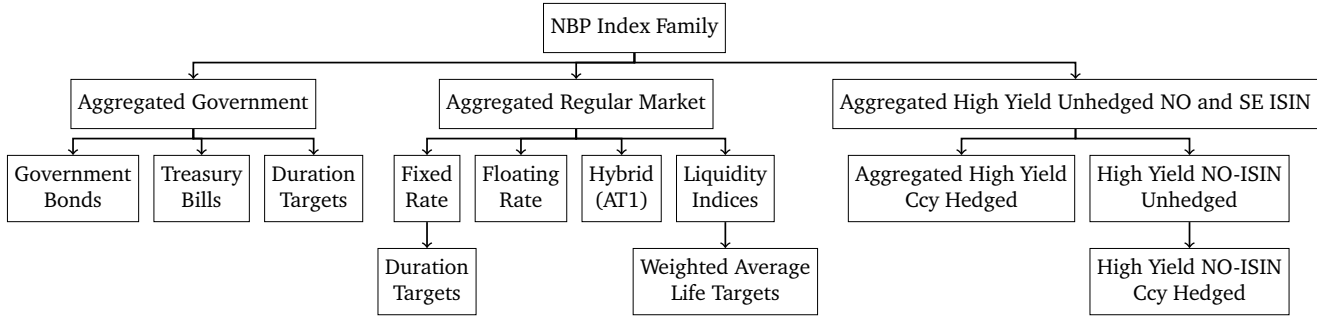 NBP Index Family
Aggregated Government
Aggregated Regular Market
Aggregated High Yield Unhedged NO and SE ISIN
Government
Bonds
Treasury
Bills
Duration
Targets
Fixed
Rate
Floating
Rate
Hybrid
(AT1)
Liquidity
Indices
Aggregated High Yield
Ccy Hedged
High Yield NO-ISIN
Unhedged
Duration
Targets
Weighted Average
Life Targets
High Yield NO-ISIN
Ccy Hedged